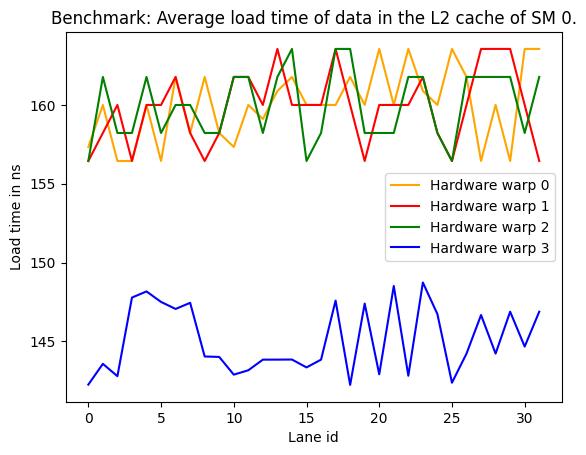 Benchmark: Average load time of data in the L2 cache of SM 0.
Load time in ns
160
155
150
145
Hardware warp 0
Hardware warp 1
Hardware warp 2
Hardware warp 3
0 5 10 15 20 25 30
Lane id